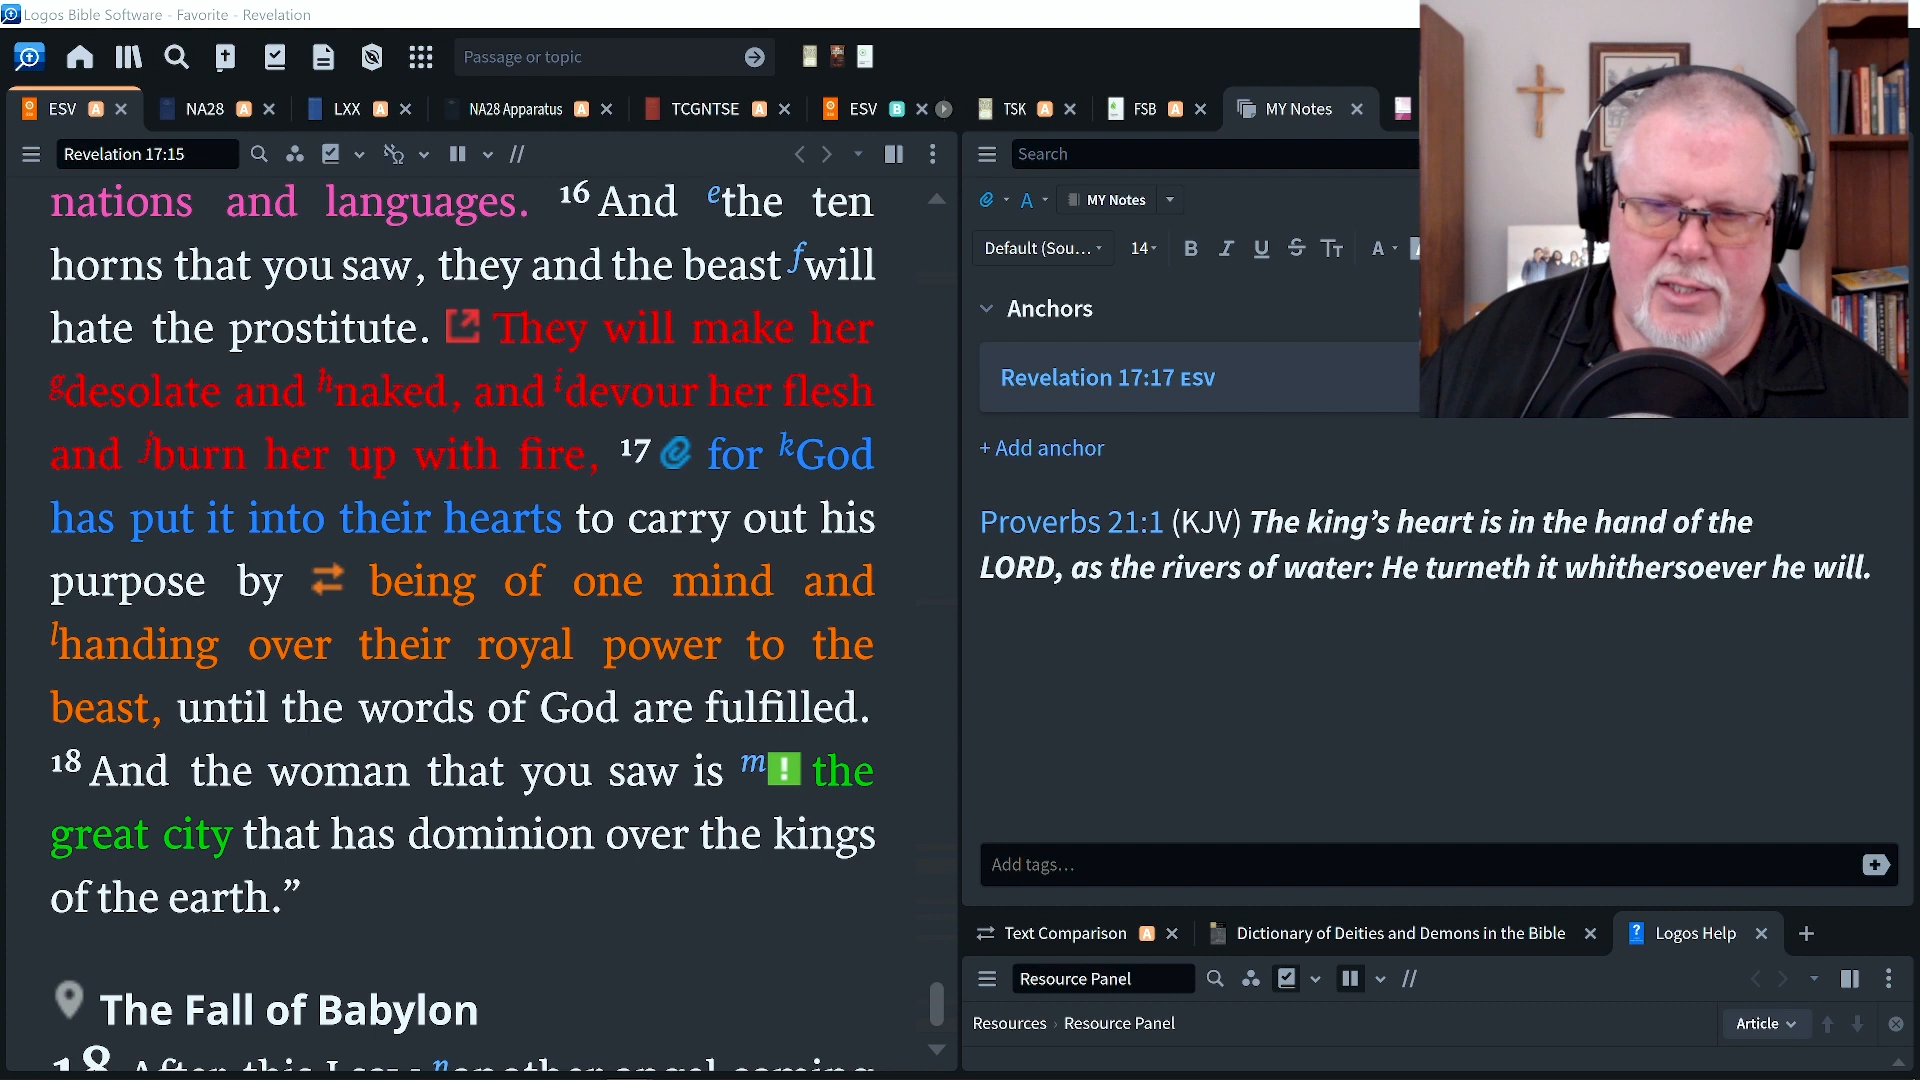 Logos Bible Software - Favorite - Revelation
Passage or topic
ESV A NA28 A LXX A NA28 Apparatus A TCGNTSE A ESV B
TSK A FSB A MY Notes
Revelation 17:15
Search
MY Notes
Default (Sou... 14 B I U S Tt A
nations and languages. 16 And e the ten
horns that you saw, they and the beast f will
hate the prostitute. They will make her
g desolate and h naked, and i devour her flesh
and j burn her up with fire, 17 for k God
has put it into their hearts to carry out his
purpose by being of one mind and
l handing over their royal power to the
beast, until the words of God are fulfilled.
18 And the woman that you saw is m ! the
great city that has dominion over the kings
of the earth.”
The Fall of Babylon
18 After this I saw n another angel coming
Anchors
Revelation 17:17 ESV
+ Add anchor
Proverbs 21:1 (KJV) The king’s heart is in the hand of the
LORD, as the rivers of water: He turneth it whithersoever he will.
Add tags...
Text Comparison A Dictionary of Deities and Demons in the Bible Logos Help
Resource Panel
Resources › Resource Panel
Article